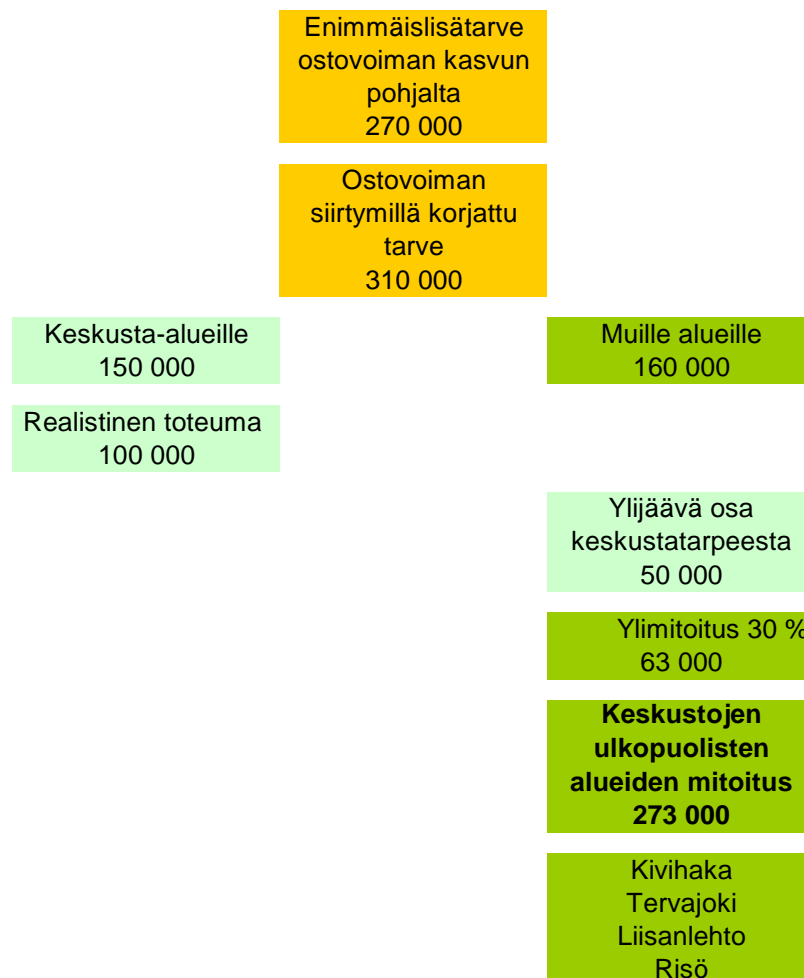 Enimmäislisätarve
ostovoiman kasvun
pohjalta
270 000
Ostovoiman
siirtymillä korjattu
tarve
310 000
Keskusta-alueille
150 000
Muille alueille
160 000
Realistinen toteuma
100 000
Ylijäävä osa
keskustatarpeesta
50 000
Ylimitoitus 30 %
63 000
Keskustojen
ulkopuolisten
alueiden mitoitus
273 000
Kivihaka
Tervajoki
Liisanlehto
Risö